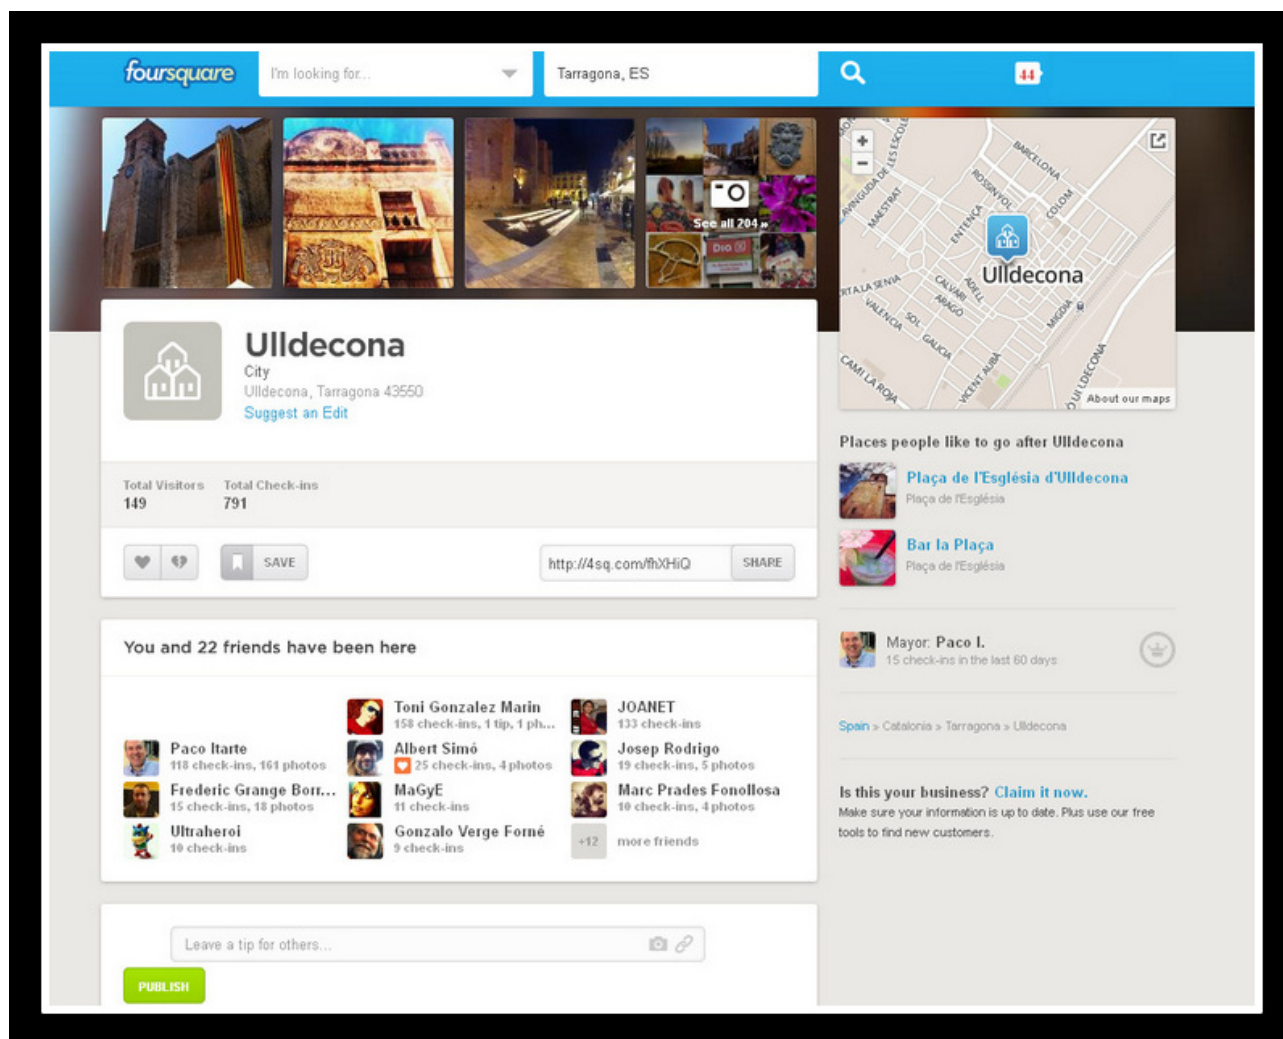 foursquare
I'm looking for...
Tarragona, ES
44
See all 204 »
Dia
BARCELONA
ROSSINYOL
COLOM
ENTENÇA
MAESTRAT
Ulldecona
CALVARI
ADELL
ARAGÓ
VALENCIA
SOL
GALICIA
MIGDIA
VICENT AUBA
CAMI LA ROJA
About our maps
Ulldecona
City
Ulldecona, Tarragona 43550
Suggest an Edit
Total Visitors
149
Total Check-ins
791
SAVE
http://4sq.com/fhXHiQ
SHARE
You and 22 friends have been here
Toni Gonzalez Marin
158 check-ins, 1 tip, 1 ph...
JOANET
133 check-ins
Paco Itarte
118 check-ins, 161 photos
Albert Simó
25 check-ins, 4 photos
Josep Rodrigo
19 check-ins, 5 photos
Frederic Grange Borr...
15 check-ins, 18 photos
MaGyE
11 check-ins
Marc Prades Fonollosa
10 check-ins, 4 photos
Ultraheroi
10 check-ins
Gonzalo Verge Forné
9 check-ins
+12
more friends
Leave a tip for others...
PUBLISH
Places people like to go after Ulldecona
Plaça de l'Església d'Ulldecona
Plaça de l'Església
Bar la Plaça
Plaça de l'Església
Mayor: Paco I.
15 check-ins in the last 60 days
Spain » Catalonia » Tarragona » Ulldecona
Is this your business? Claim it now.
Make sure your information is up to date. Plus use our free
tools to find new customers.